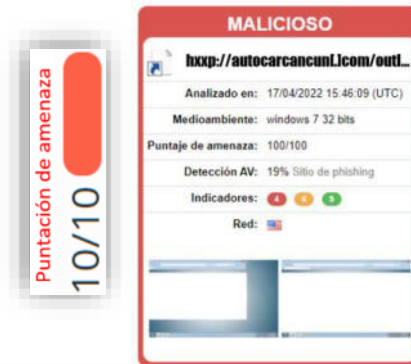 Puntación de amenaza
10/10
MALICIOSO
hxxp://autocarcancun[.]com/outl...
Analizado en: 17/04/2022 15:46:09 (UTC)
Medioambiente: windows 7 32 bits
Puntaje de amenaza: 100/100
Detección AV: 19% Sitio de phishing
Indicadores: 4
Red: